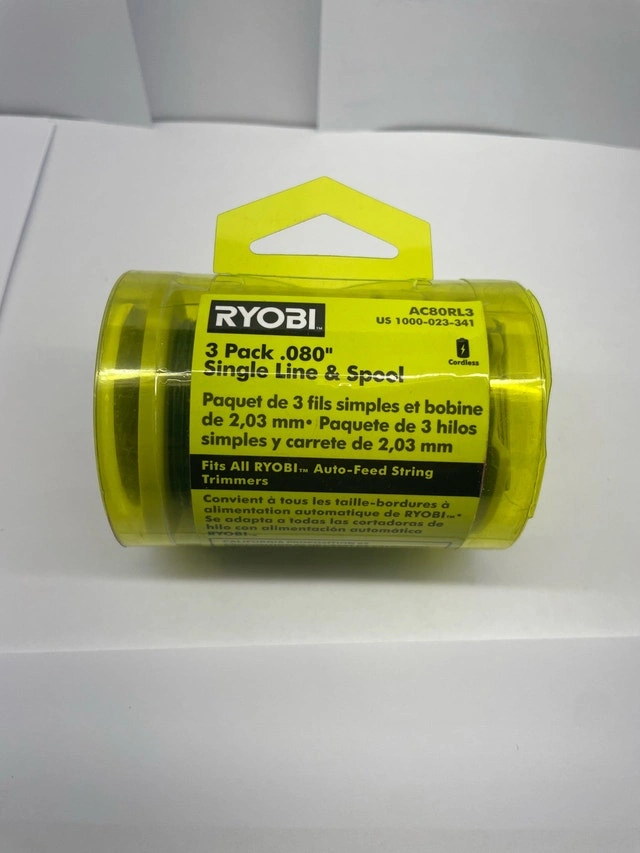 RYOBI™
AC80RL3
US 1000-023-341
Cordless
3 Pack .080"
Single Line & Spool
Paquet de 3 fils simples et bobine
de 2,03 mm • Paquete de 3 hilos
simples y carrete de 2,03 mm
Fits All RYOBI™ Auto-Feed String
Trimmers
Convient à tous les taille-bordures à
alimentation automatique de RYOBI™ •
Se adapta a todas las cortadoras de
hilo con alimentación automática
RYOBI™